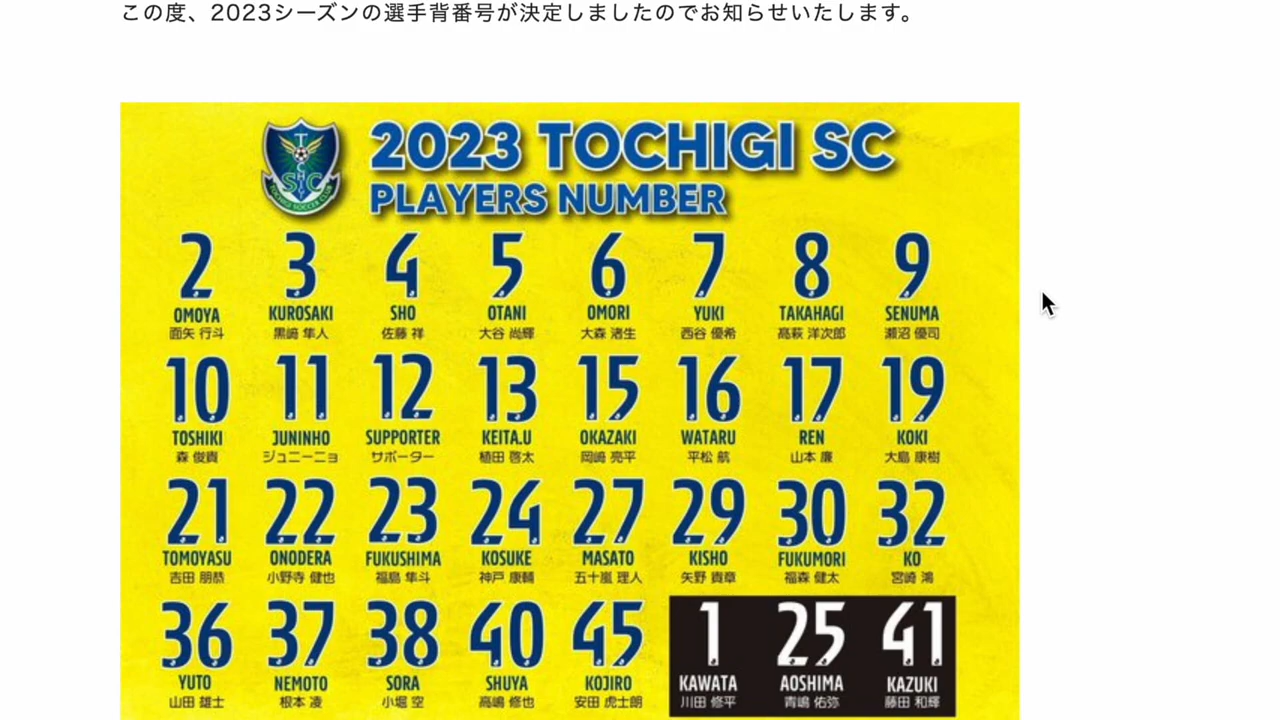 この度、2023シーズンの選手背番号が決定しましたのでお知らせいたします。
2023 TOCHIGI SC
PLAYERS NUMBER
TOCHIGI SOCCER CLUB
2 3 4 5 6 7 8 9
OMOYA KUROSAKI SHO OTANI OMORI YUKI TAKAHAGI SENUMA
面矢 行斗 黒﨑 隼人 佐藤 祥 大谷 尚輝 大森 渚生 西谷 優希 髙萩 洋次郎 瀬沼 優司
10 11 12 13 15 16 17 19
TOSHIKI JUNINHO SUPPORTER KEITA.U OKAZAKI WATARU REN KOKI
森 俊貴 ジュニーニョ サポーター 植田 啓太 岡﨑 亮平 平松 航 山本 廉 大島 康樹
21 22 23 24 27 29 30 32
TOMOYASU ONODERA FUKUSHIMA KOSUKE MASATO KISHO FUKUMORI KO
吉田 朋恭 小野寺 健也 福島 隼斗 神戸 康輔 五十嵐 理人 矢野 貴章 福森 健太 宮﨑 鴻
36 37 38 40 45 1 25 41
YUTO NEMOTO SORA SHUYA KOJIRO KAWATA AOSHIMA KAZUKI
山田 雄士 根本 凌 小堀 空 高嶋 修也 安田 虎士朗 川田 修平 青嶋 佑弥 藤田 和輝